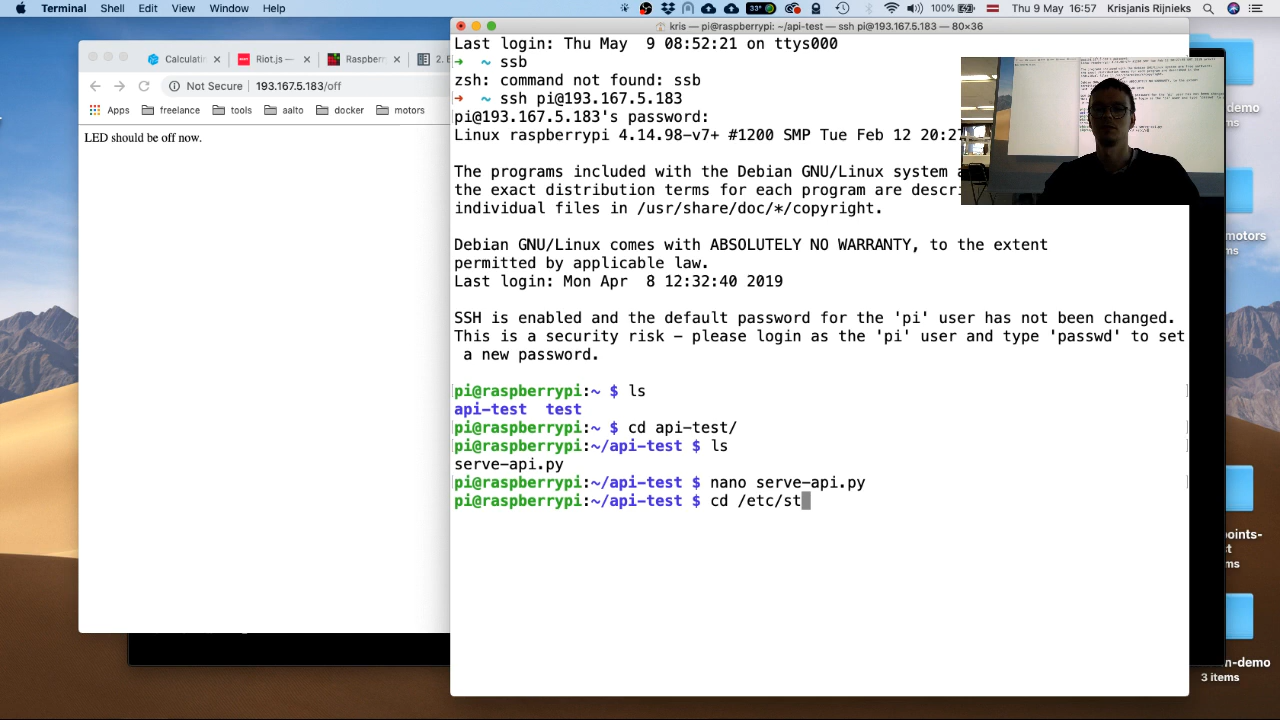 Terminal Shell Edit View Window Help
33° 100% Thu 9 May 16:57 Krisjanis Rijnieks
kris — pi@raspberrypi: ~/api-test — ssh pi@193.167.5.183 — 80×36
Calculatin Riot.js — Raspberr 2.
Not Secure 193.167.5.183/off
Apps freelance tools aalto docker motors
LED should be off now.
Last login: Thu May 9 08:52:21 on ttys000
➜ ~ ssb
zsh: command not found: ssb
➜ ~ ssh pi@193.167.5.183
pi@193.167.5.183's password:
Linux raspberrypi 4.14.98-v7+ #1200 SMP Tue Feb 12 20:2
The programs included with the Debian GNU/Linux system
the exact distribution terms for each program are descr
individual files in /usr/share/doc/*/copyright.
Debian GNU/Linux comes with ABSOLUTELY NO WARRANTY, to the extent
permitted by applicable law.
Last login: Mon Apr 8 12:32:40 2019
SSH is enabled and the default password for the 'pi' user has not been changed.
This is a security risk - please login as the 'pi' user and type 'passwd' to set
a new password.
pi@raspberrypi:~ $ ls
api-test test
pi@raspberrypi:~ $ cd api-test/
pi@raspberrypi:~/api-test $ ls
serve-api.py
pi@raspberrypi:~/api-test $ nano serve-api.py
pi@raspberrypi:~/api-test $ cd /etc/st
demo
motors
ms
points-
t
ms
m-demo
3 items